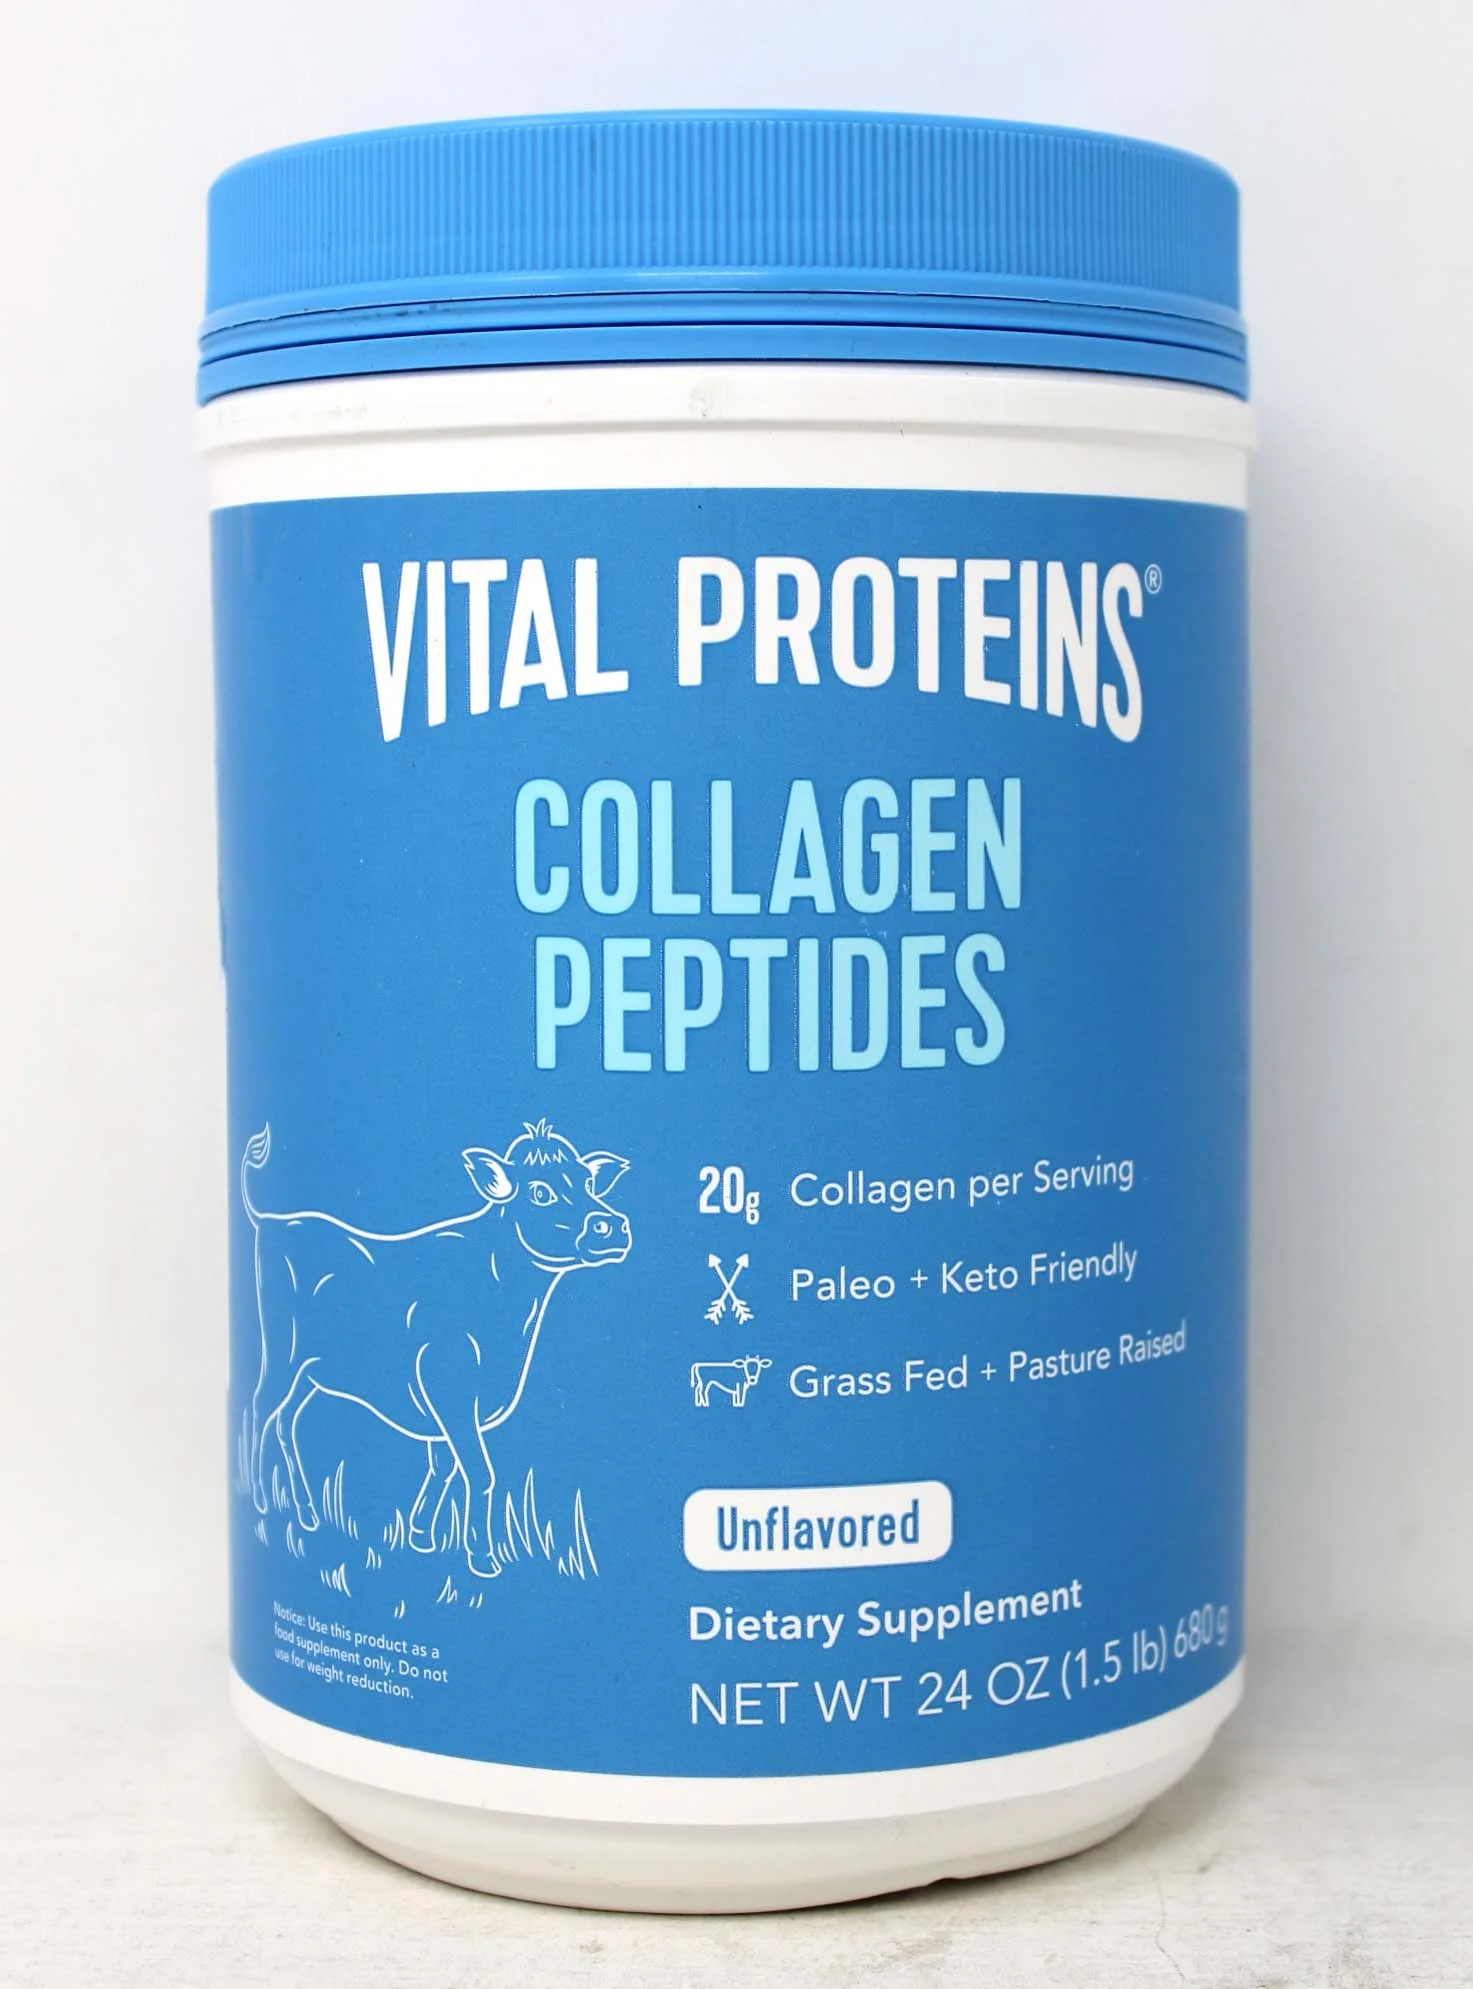 VITAL PROTEINS®
COLLAGEN
PEPTIDES
20g Collagen per Serving
Paleo + Keto Friendly
Grass Fed + Pasture Raised
Unflavored
Dietary Supplement
NET WT 24 OZ (1.5 lb) 680 g
Notice: Use this product as a
food supplement only. Do not
use for weight reduction.